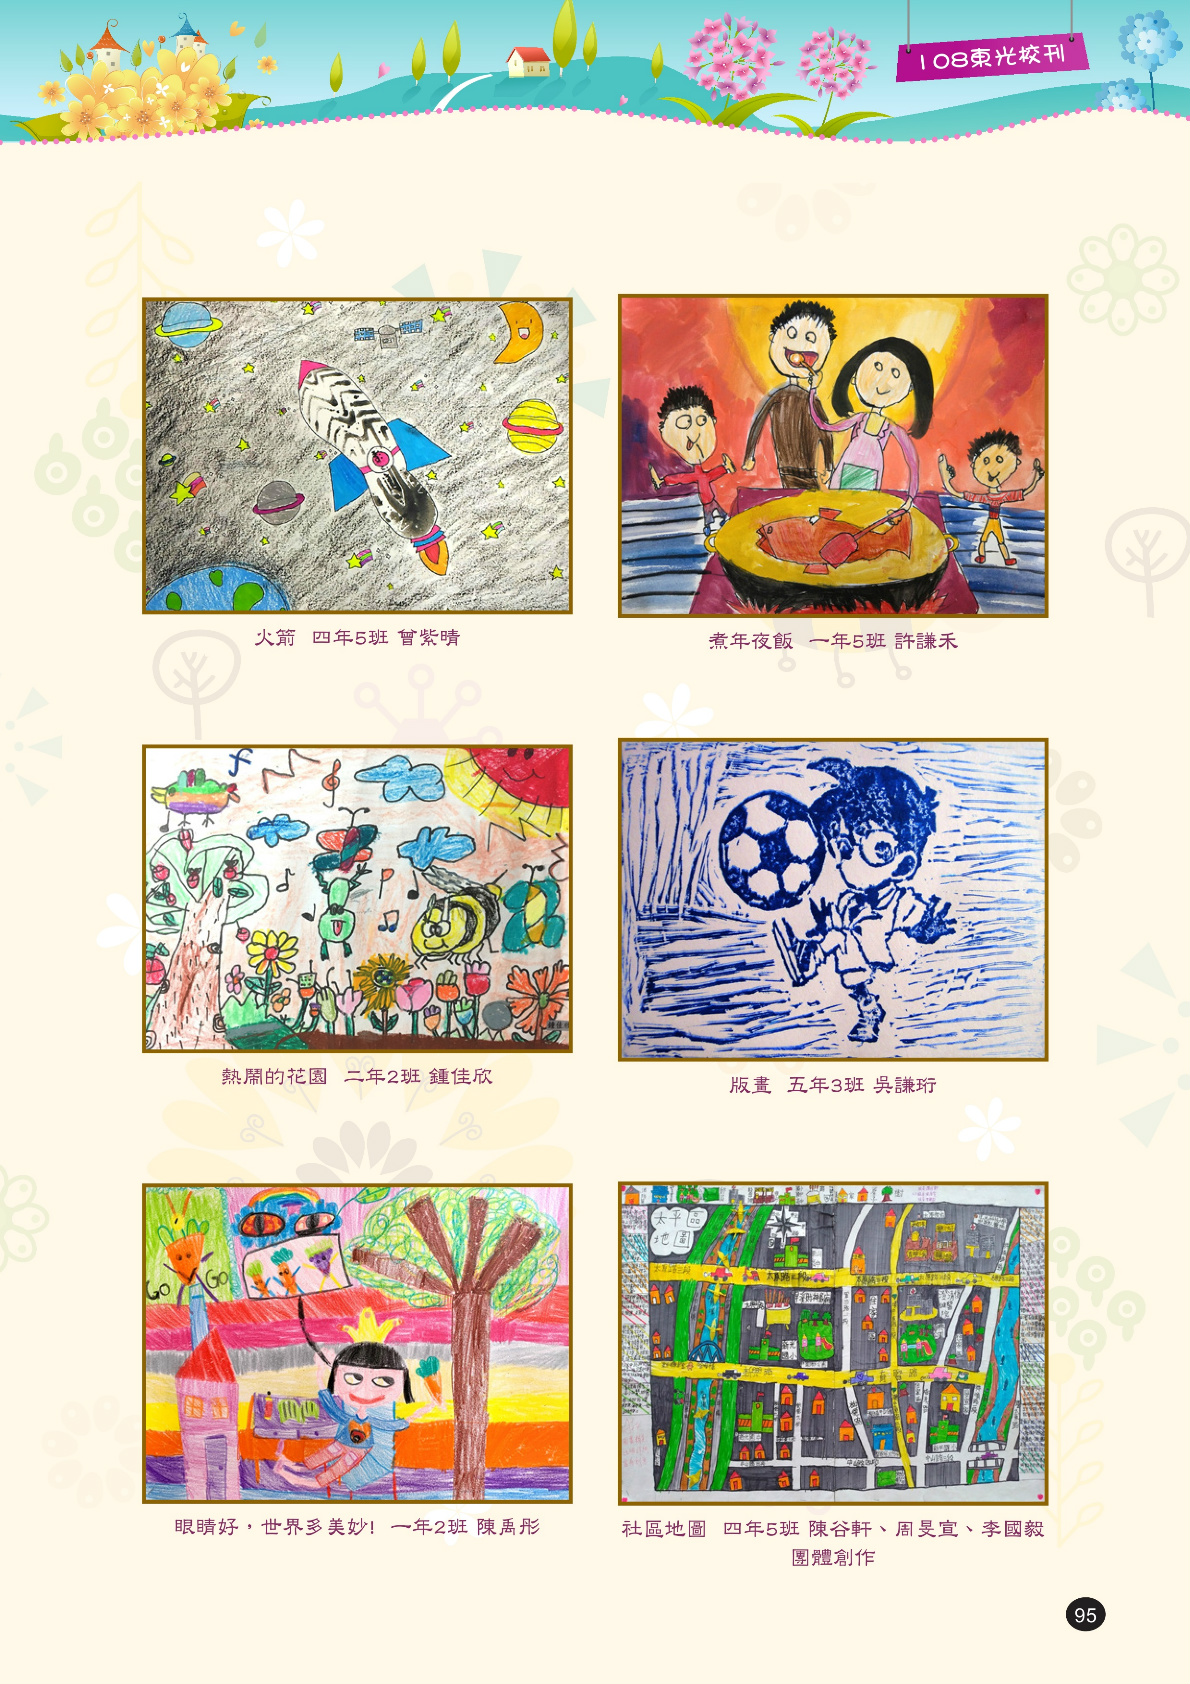 108東光校刊
火箭 四年5班 曾紫晴
煮年夜飯 一年5班 許謙禾
熱鬧的花園 二年2班 鍾佳欣
版畫 五年3班 吳謙珩
GO GO
眼睛好，世界多美妙! 一年2班 陳禹彤
太平區
地圖
社區地圖 四年5班 陳谷軒、周旻宣、李國毅
團體創作
95